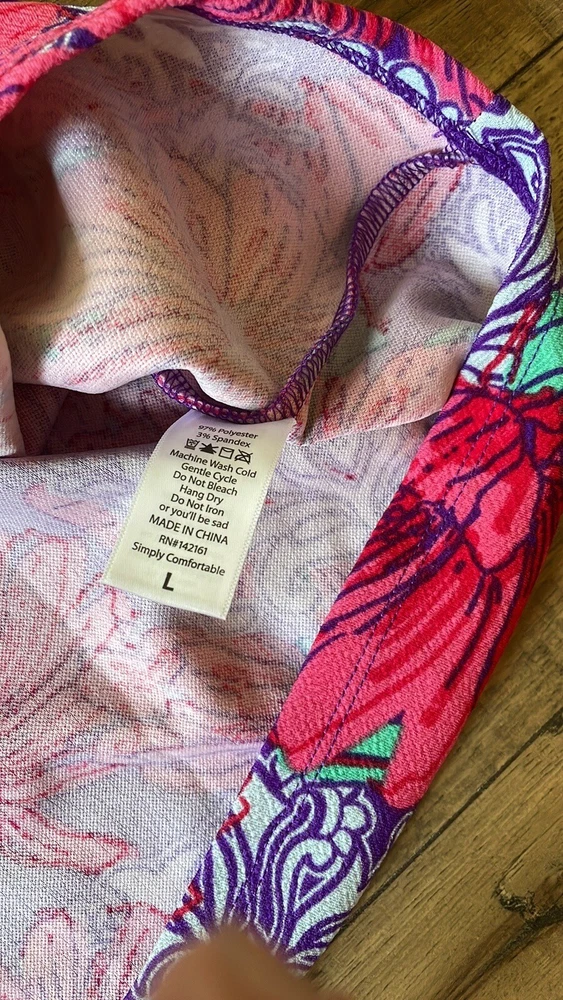 97% Polyester
3% Spandex
Machine Wash Cold
Gentle Cycle
Do Not Bleach
Hang Dry
Do Not Iron
or you'll be sad
MADE IN CHINA
RN#142161
Simply Comfortable
L